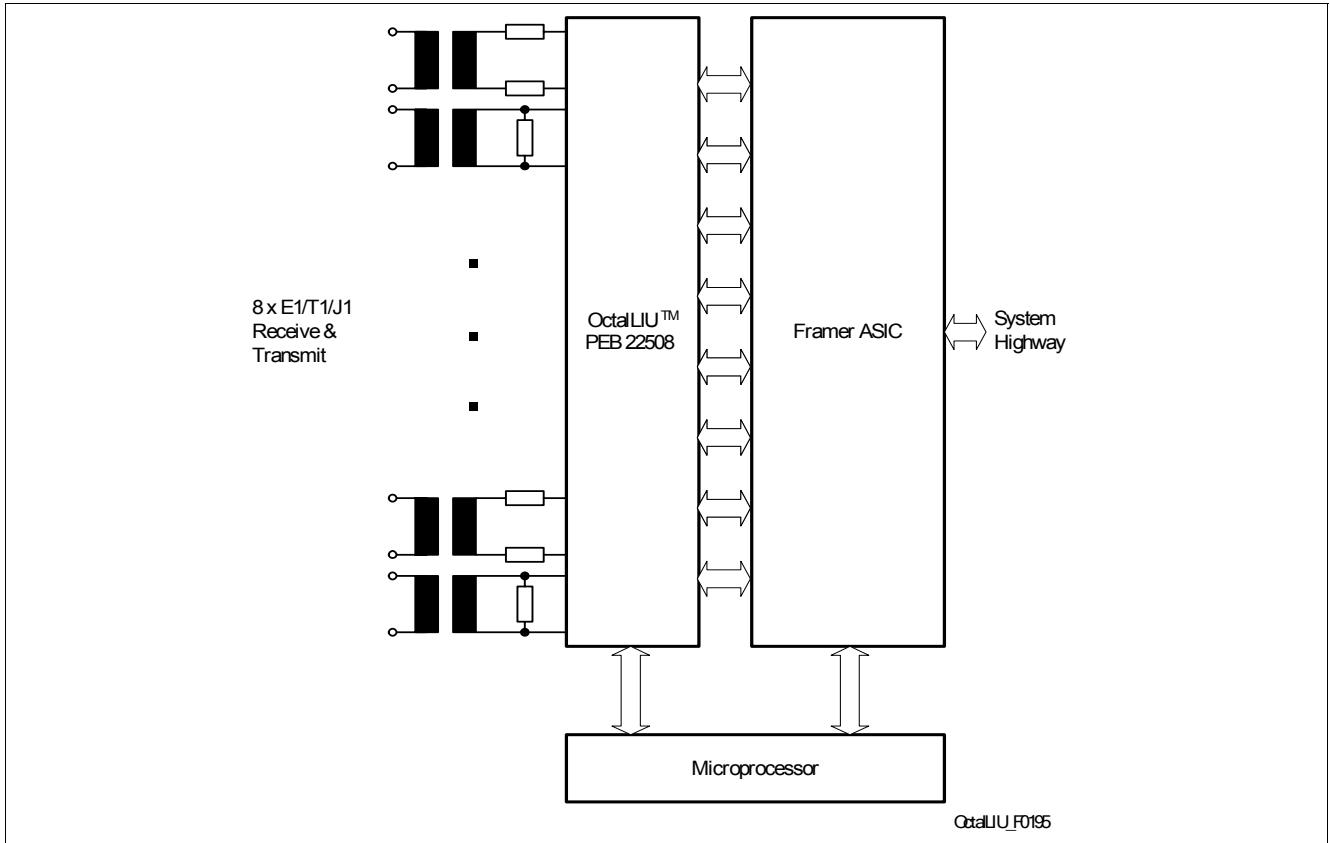 8 x E1/T1/J1
Receive &
Transmit
OctalLIU™
PEB 22508
Framer ASIC
System
Highway
Microprocessor
OctalLIU_F0195